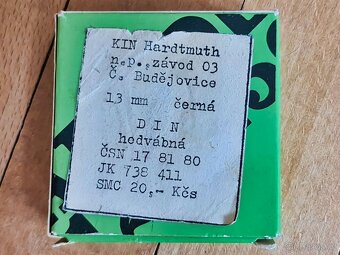 KIN Hardtmuth
n.p., závod 03
Č. Budějovice
13 mm černá
D I N
hedvábná
ČSN 17 81 80
JK 738 411
SMC 20,- Kčs